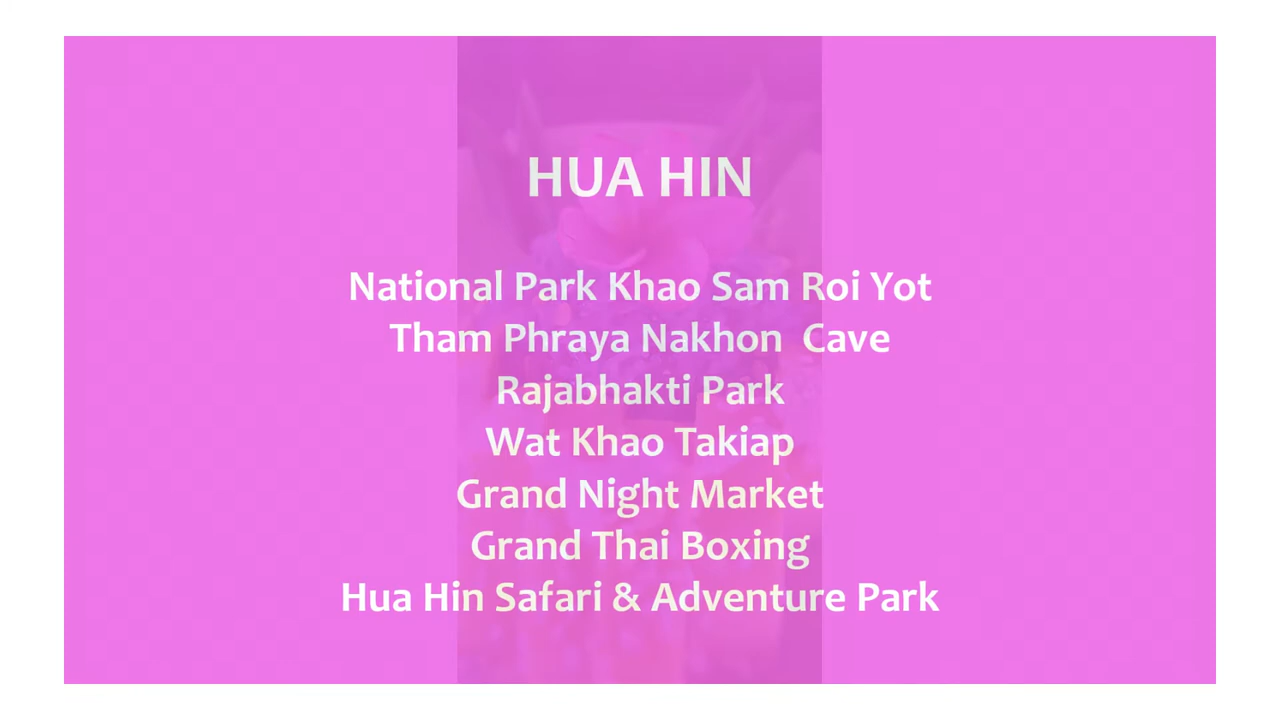 HUA HIN
National Park Khao Sam Roi Yot
Tham Phraya Nakhon  Cave
Rajabhakti Park
Wat Khao Takiap
Grand Night Market
Grand Thai Boxing
Hua Hin Safari & Adventure Park